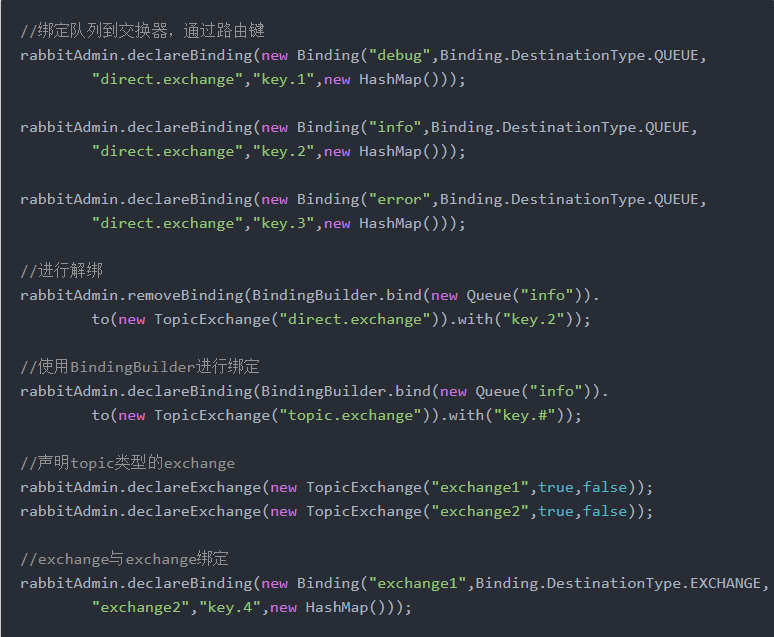 //绑定队列到交换器，通过路由键
rabbitAdmin.declareBinding(new Binding("debug",Binding.DestinationType.QUEUE,
        "direct.exchange","key.1",new HashMap()));

rabbitAdmin.declareBinding(new Binding("info",Binding.DestinationType.QUEUE,
        "direct.exchange","key.2",new HashMap()));

rabbitAdmin.declareBinding(new Binding("error",Binding.DestinationType.QUEUE,
        "direct.exchange","key.3",new HashMap()));

//进行解绑
rabbitAdmin.removeBinding(BindingBuilder.bind(new Queue("info")).
        to(new TopicExchange("direct.exchange")).with("key.2"));

//使用BindingBuilder进行绑定
rabbitAdmin.declareBinding(BindingBuilder.bind(new Queue("info")).
        to(new TopicExchange("topic.exchange")).with("key.#"));

//声明topic类型的exchange
rabbitAdmin.declareExchange(new TopicExchange("exchange1",true,false));
rabbitAdmin.declareExchange(new TopicExchange("exchange2",true,false));

//exchange与exchange绑定
rabbitAdmin.declareBinding(new Binding("exchange1",Binding.DestinationType.EXCHANGE,
        "exchange2","key.4",new HashMap()));